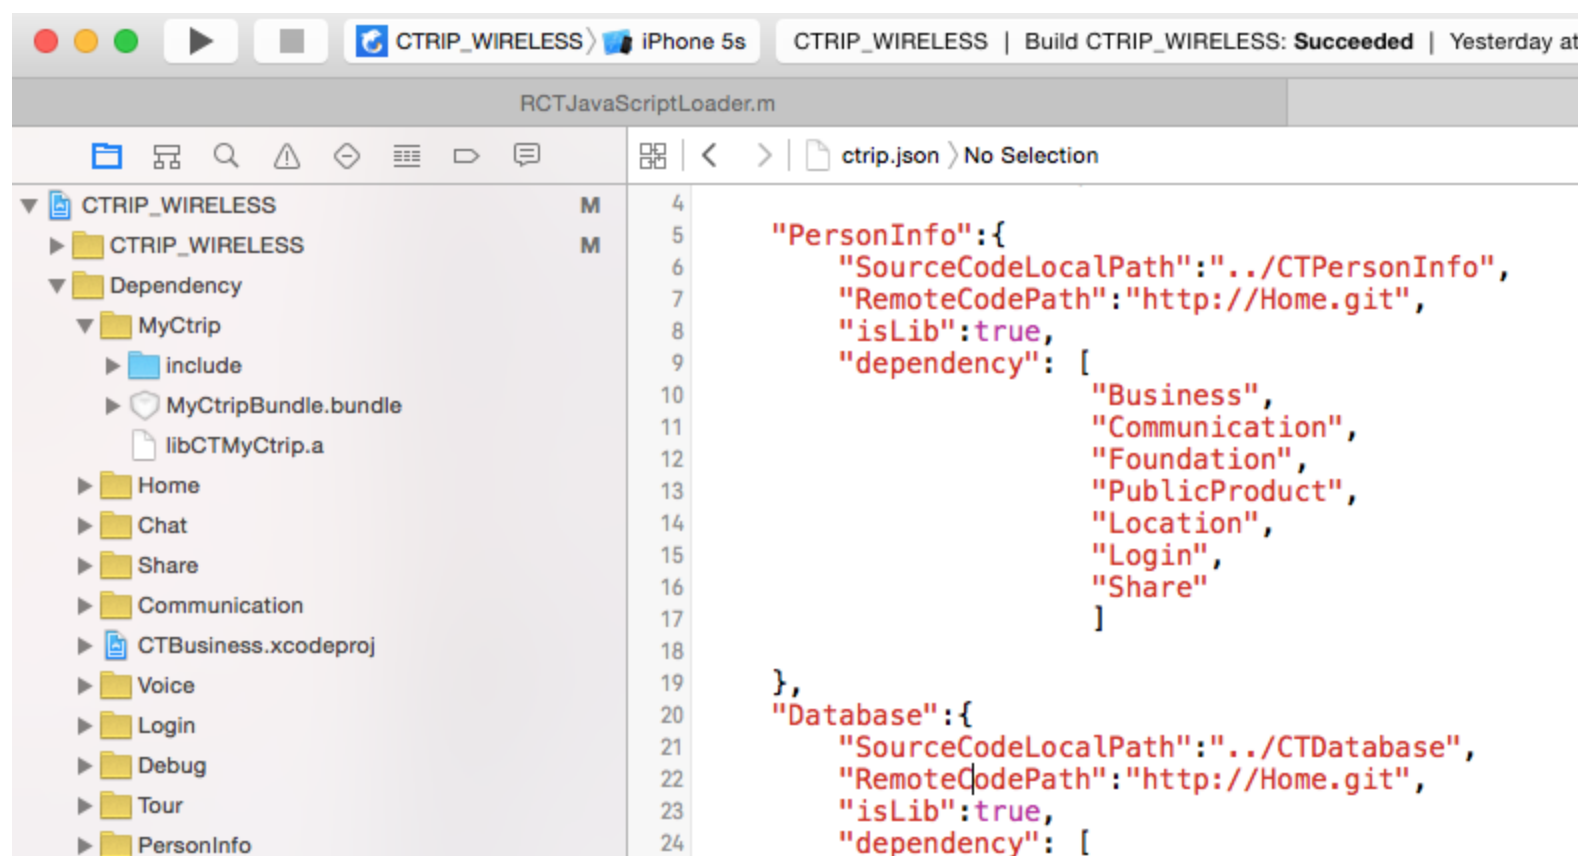 CTRIP_WIRELESS 〉 iPhone 5s CTRIP_WIRELESS | Build CTRIP_WIRELESS: Succeeded | Yesterday at
RCTJavaScriptLoader.m
ctrip.json 〉 No Selection
CTRIP_WIRELESS M
CTRIP_WIRELESS M
Dependency
MyCtrip
include
MyCtripBundle.bundle
libCTMyCtrip.a
Home
Chat
Share
Communication
CTBusiness.xcodeproj
Voice
Login
Debug
Tour
PersonInfo
4
5 "PersonInfo":{
6 "SourceCodeLocalPath":"../CTPersonInfo",
7 "RemoteCodePath":"http://Home.git",
8 "isLib":true,
9 "dependency": [
10 "Business",
11 "Communication",
12 "Foundation",
13 "PublicProduct",
14 "Location",
15 "Login",
16 "Share"
17 ]
18
19 },
20 "Database":{
21 "SourceCodeLocalPath":"../CTDatabase",
22 "RemoteCodePath":"http://Home.git",
23 "isLib":true,
24 "dependency": [